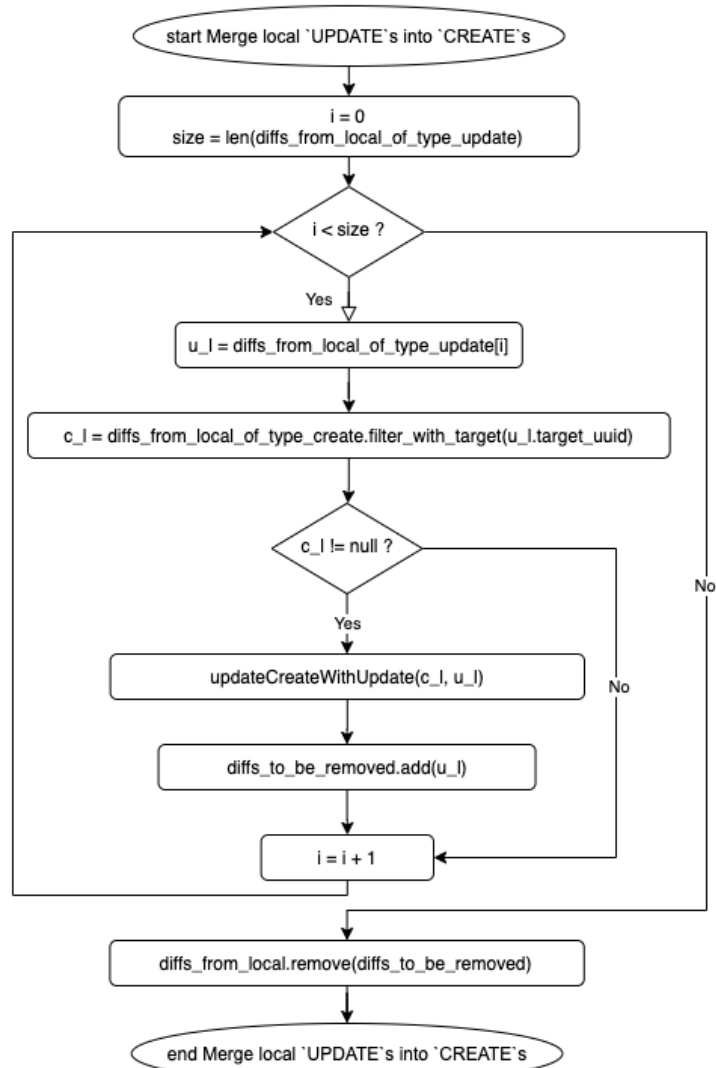 start Merge local `UPDATE`s into `CREATE`s
i = 0
size = len(diffs_from_local_of_type_update)
i < size ?
Yes
u_l = diffs_from_local_of_type_update[i]
c_l = diffs_from_local_of_type_create.filter_with_target(u_l.target_uuid)
c_l != null ?
No
Yes
updateCreateWithUpdate(c_l, u_l)
No
diffs_to_be_removed.add(u_l)
i = i + 1
diffs_from_local.remove(diffs_to_be_removed)
end Merge local `UPDATE`s into `CREATE`s